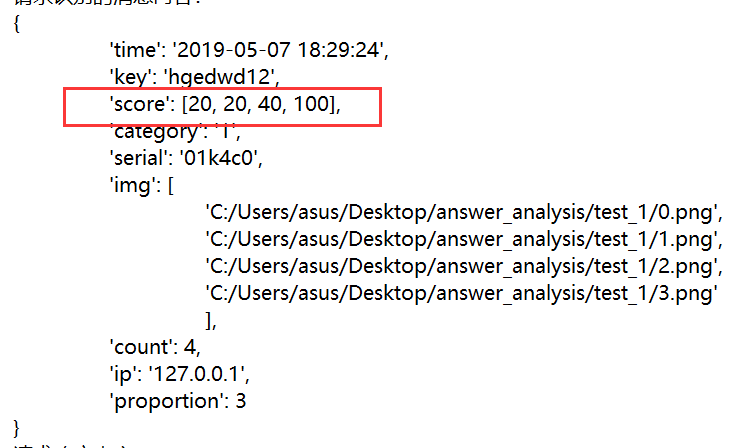 {
'time': '2019-05-07 18:29:24',
'key': 'hgedwd12',
'score': [20, 20, 40, 100],
'category': '1',
'serial': '01k4c0',
'img': [
'C:/Users/asus/Desktop/answer_analysis/test_1/0.png',
'C:/Users/asus/Desktop/answer_analysis/test_1/1.png',
'C:/Users/asus/Desktop/answer_analysis/test_1/2.png',
'C:/Users/asus/Desktop/answer_analysis/test_1/3.png'
],
'count': 4,
'ip': '127.0.0.1',
'proportion': 3
}